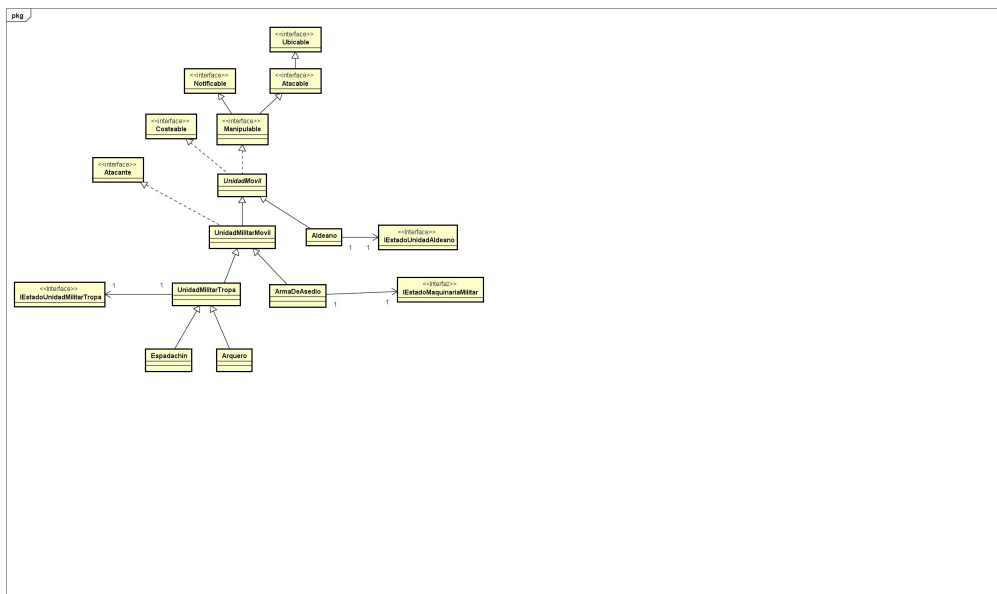 pkg
<<interface>>
Ubicable
<<interface>>
Notificable
<<interface>>
Atacable
<<interface>>
Costeable
<<interface>>
Manipulable
<<interface>>
Atacante
UnidadMovil
UnidadMilitarMovil
Aldeano
<<Interface>>
IEstadoUnidadAldeano
1
1
<<Interface>>
IEstadoUnidadMilitarTropa
1
1
UnidadMilitarTropa
ArmaDeAsedio
<<Interfaz>>
IEstadoMaquinariaMilitar
1
1
Espadachin
Arquero